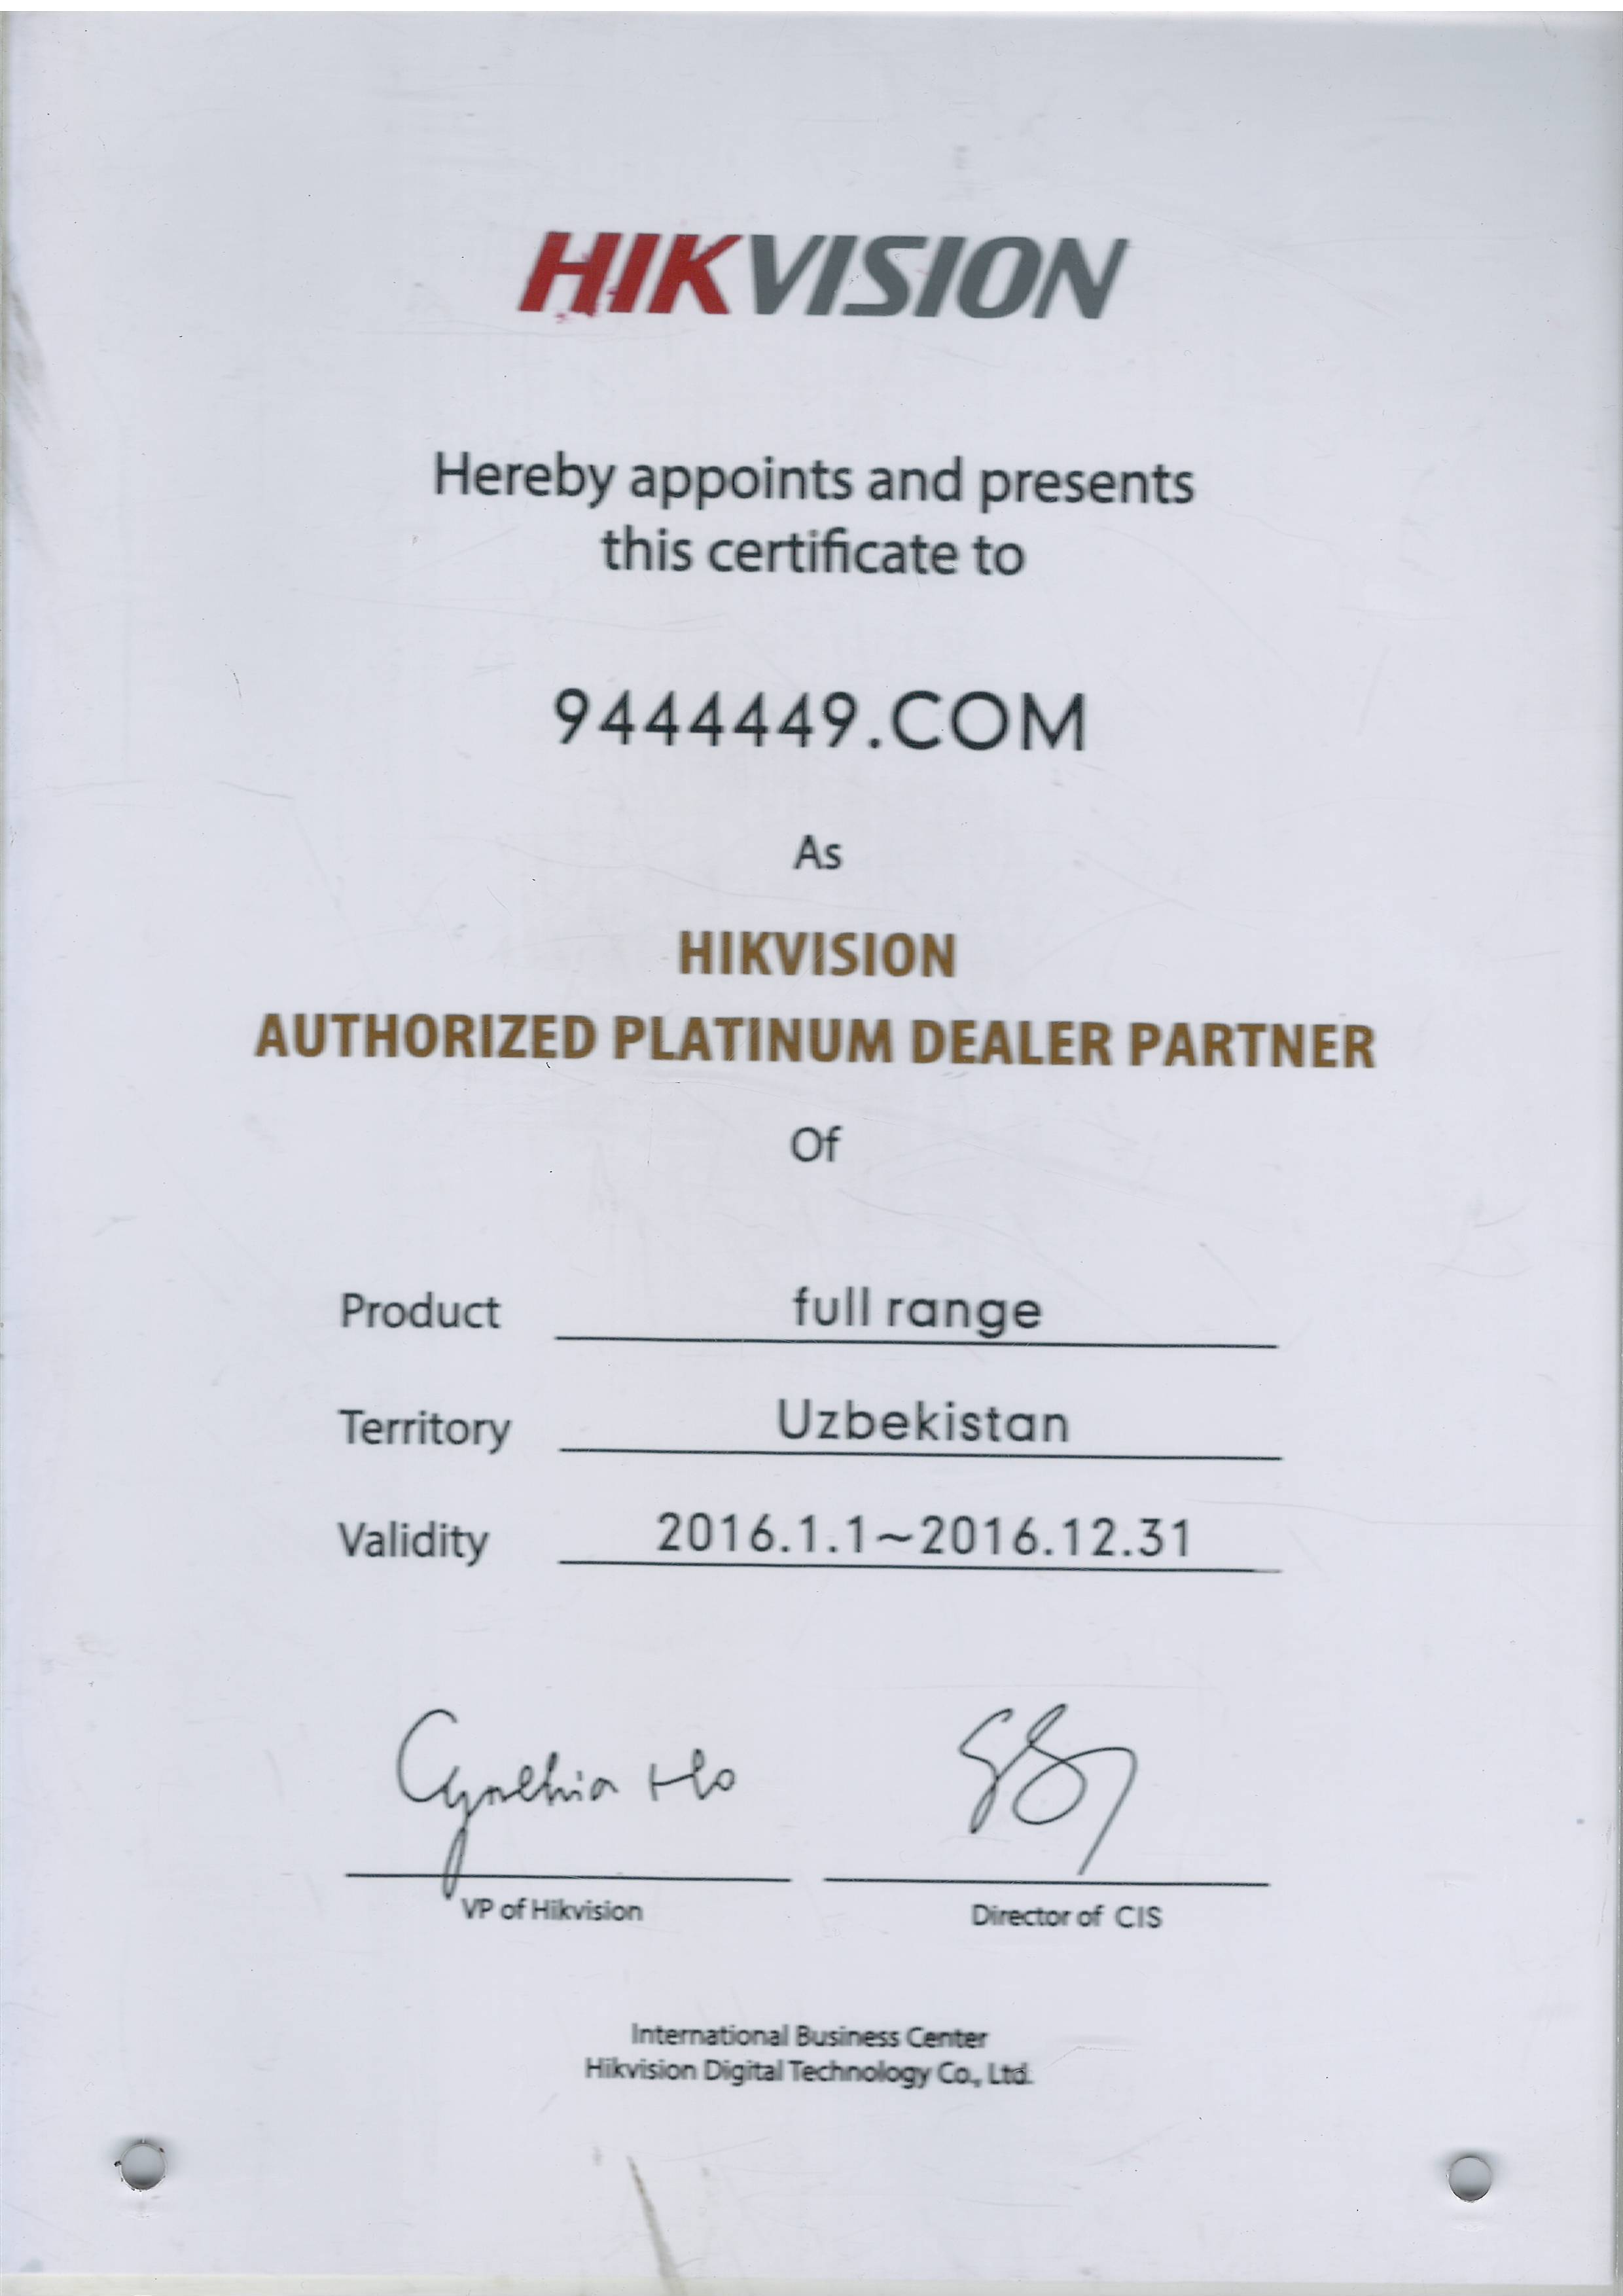 HIKVISION
Hereby appoints and presents
this certificate to
9444449.COM
As
HIKVISION
AUTHORIZED PLATINUM DEALER PARTNER
Of
Product full range
Territory Uzbekistan
Validity 2016.1.1~2016.12.31
Cynthia Ho
VP of Hikvision Director of CIS
International Business Center
Hikvision Digital Technology Co., Ltd.